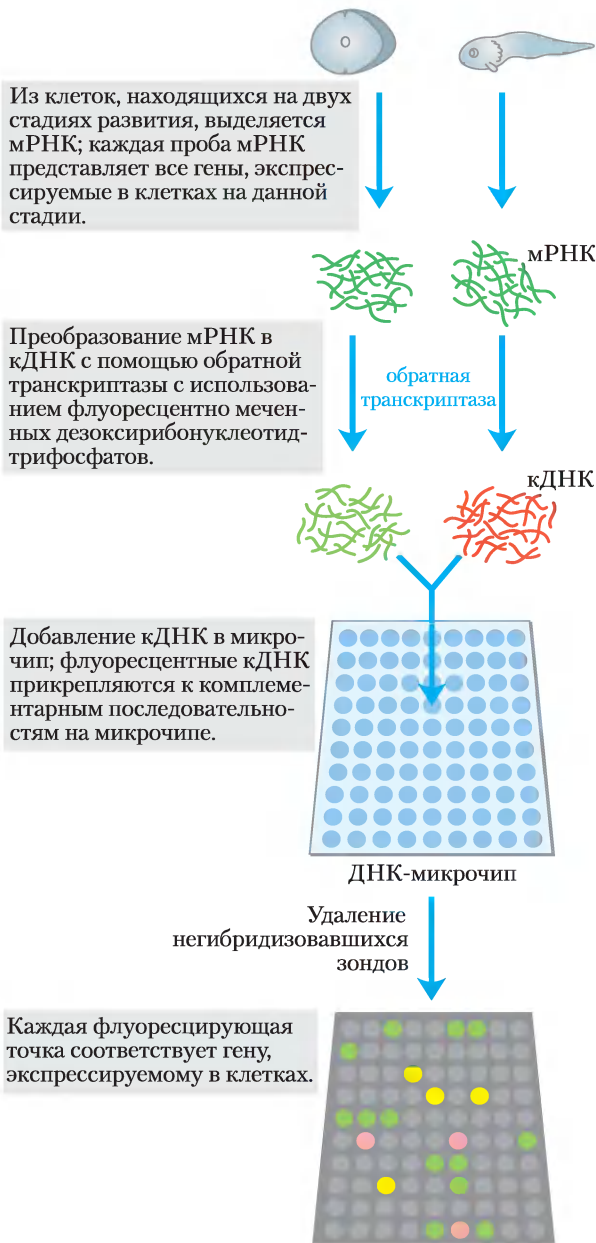 Из клеток, находящихся на двух
стадиях развития, выделяется
мРНК; каждая проба мРНК
представляет все гены, экспрес-
сируемые в клетках на данной
стадии.
мРНК
Преобразование мРНК в
кДНК с помощью обратной
транскриптазы с использова-
нием флуоресцентно мечен-
ных дезоксирибонуклеотид-
трифосфатов.
обратная
транскриптаза
кДНК
Добавление кДНК в микро-
чип; флуоресцентные кДНК
прикрепляются к комплеме-
нтарным последовательно-
стям на микрочипе.
ДНК-микрочип
Удаление
негибридизовавшихся
зондов
Каждая флуоресцирующая
точка соответствует гену,
экспрессируемому в клетках.